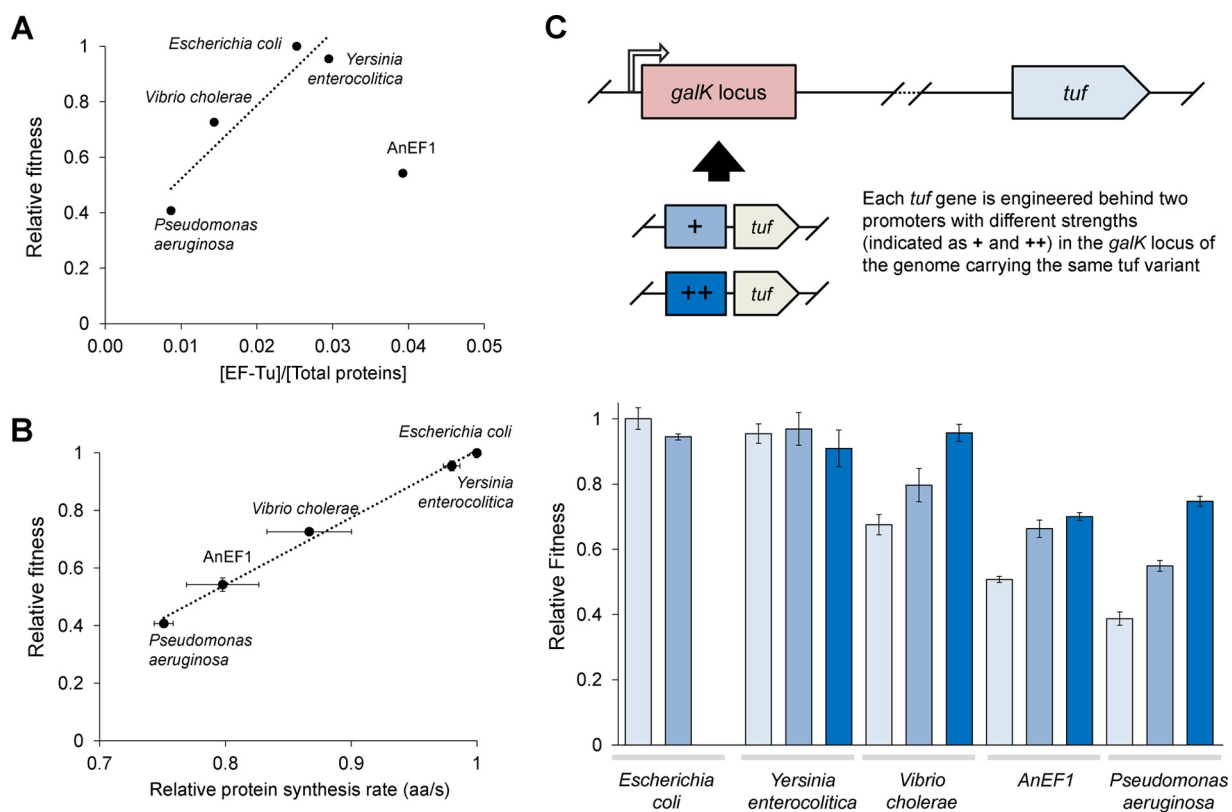 A
Relative fitness
1
0.8
0.6
0.4
0.2
0
Escherichia coli
Yersinia
enterocolitica
Vibrio cholerae
AnEF1
Pseudomonas
aeruginosa
0.00
0.01
0.02
0.03
0.04
0.05
[EF-Tu]/[Total proteins]
B
Relative fitness
1
0.8
0.6
0.4
0.2
0
Escherichia coli
Yersinia
enterocolitica
Vibrio cholerae
AnEF1
Pseudomonas
aeruginosa
0.7
0.8
0.9
1
Relative protein synthesis rate (aa/s)
C
galK locus
tuf
+
tuf
++
tuf
Each tuf gene is engineered behind two
promoters with different strengths
(indicated as + and ++) in the galK locus of
the genome carrying the same tuf variant
Relative Fitness
1
0.8
0.6
0.4
0.2
0
Escherichia
coli
Yersinia
enterocolitica
Vibrio
cholerae
AnEF1
Pseudomonas
aeruginosa